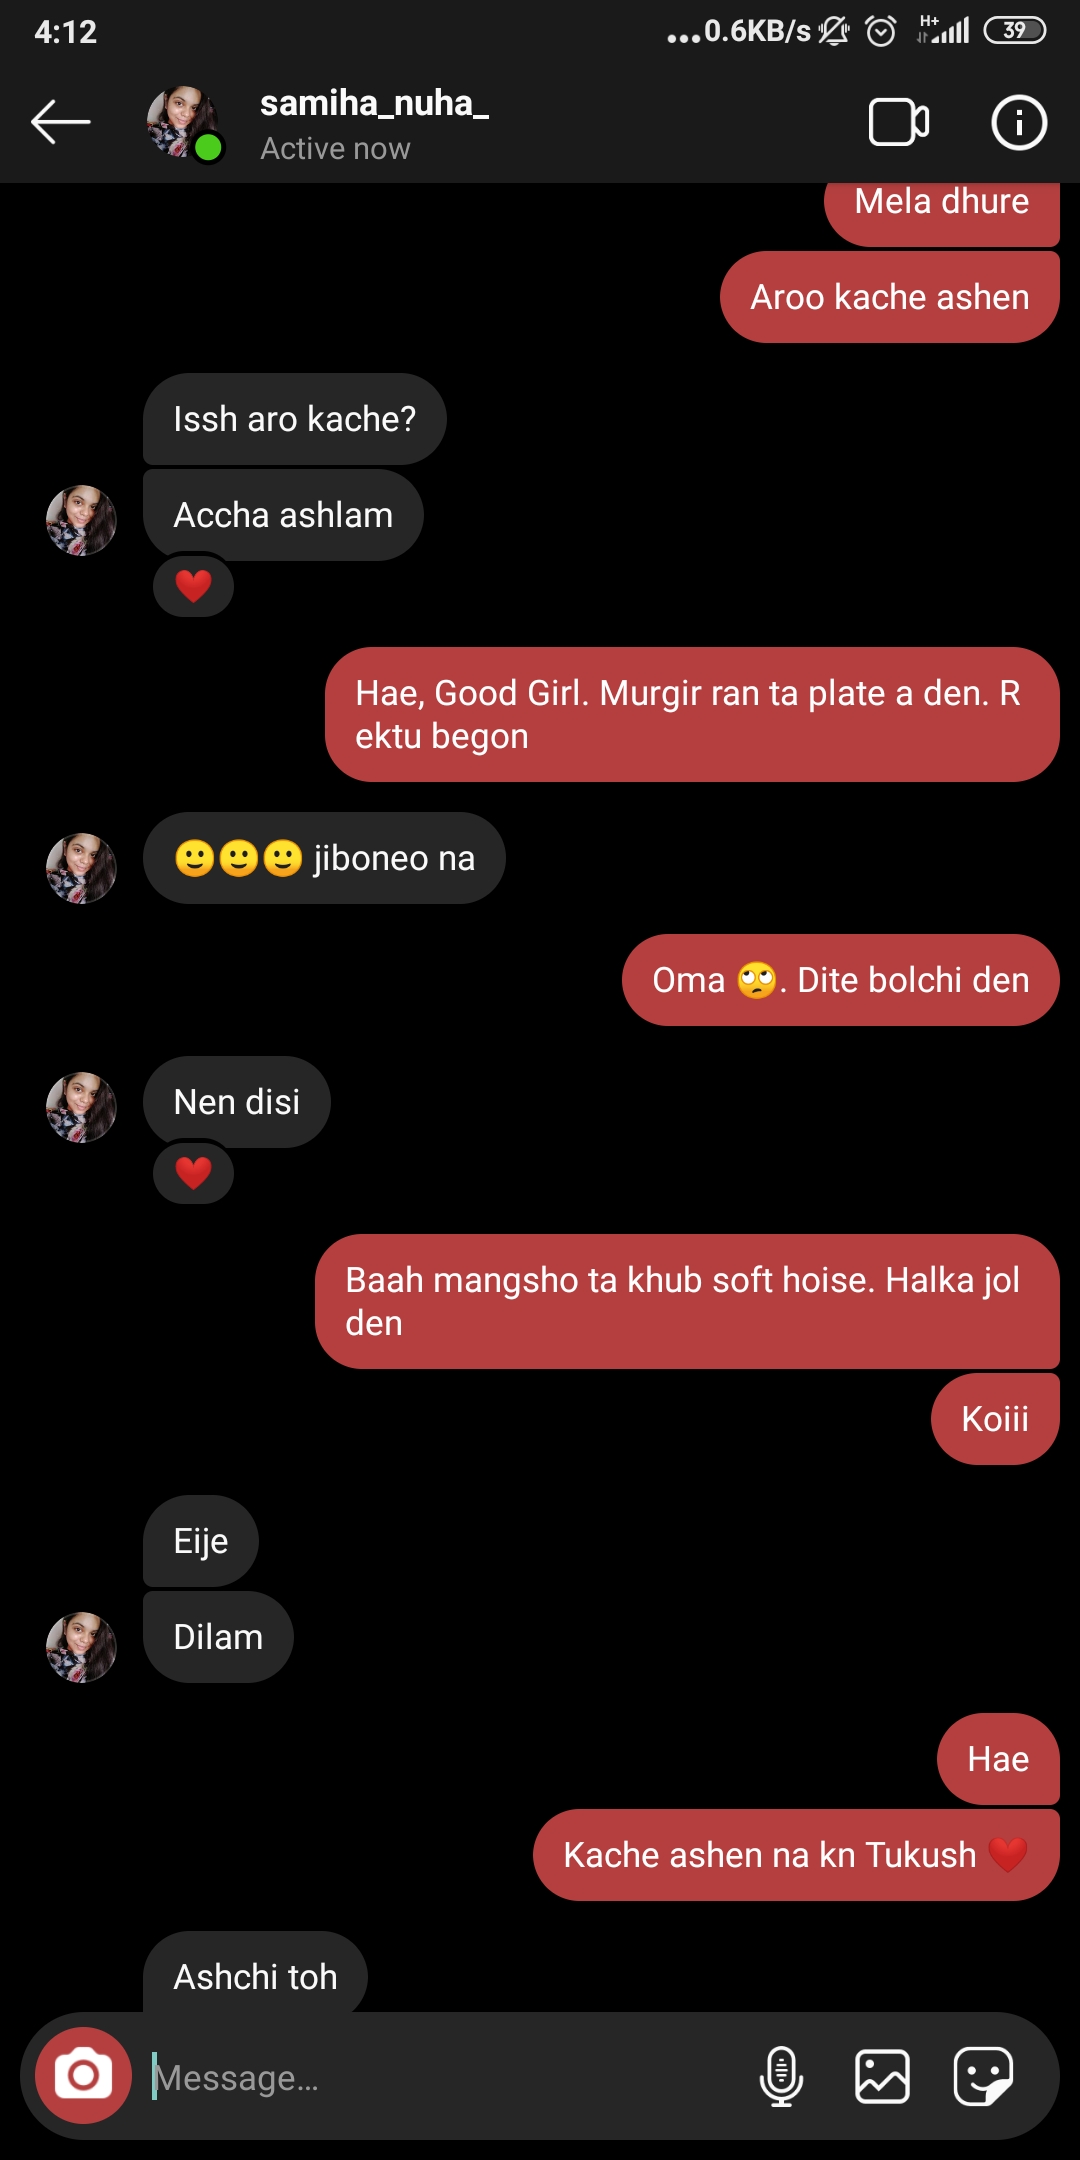 4:12
...0.6KB/s
H+
39
samiha_nuha_
Active now
Mela dhure
Aroo kache ashen
Issh aro kache?
Accha ashlam
❤️
Hae, Good Girl. Murgir ran ta plate a den. R
ektu begon
🙂🙂🙂 jiboneo na
Oma 🙄. Dite bolchi den
Nen disi
❤️
Baah mangsho ta khub soft hoise. Halka jol
den
Koiii
Eije
Dilam
Hae
Kache ashen na kn Tukush ❤️
Ashchi toh
Message...